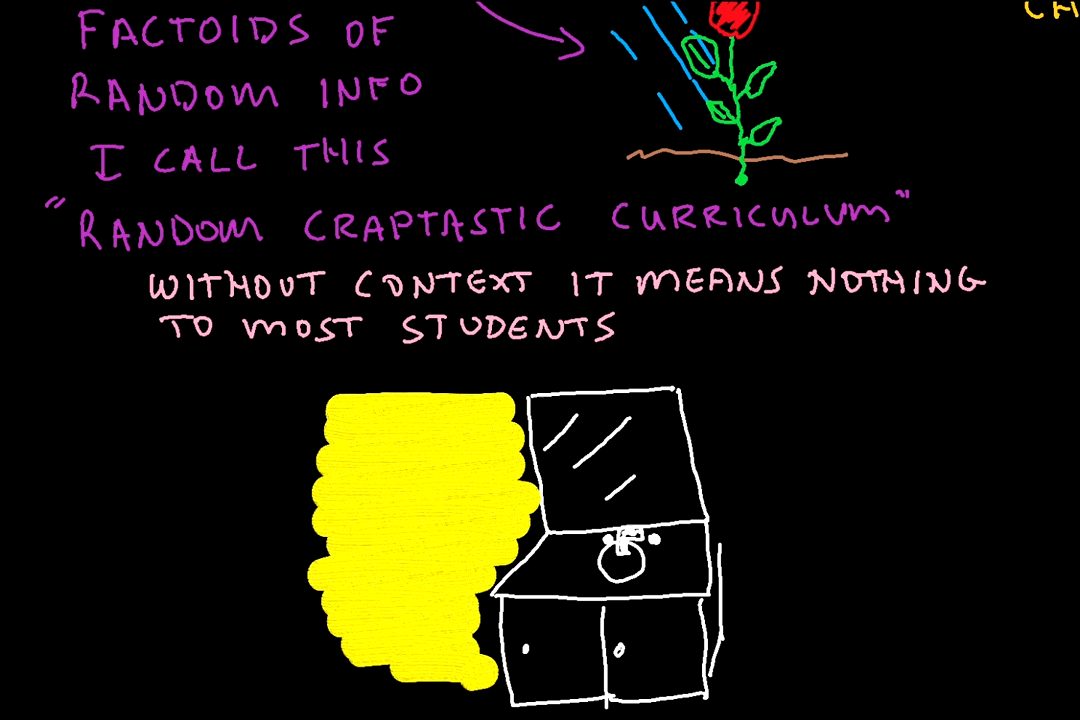 FACTOIDS OF
RANDOM INFO
I CALL THIS
"RANDOM CRAPTASTIC CURRICULUM"
WITHOUT CONTEXT IT MEANS NOTHING
TO MOST STUDENTS